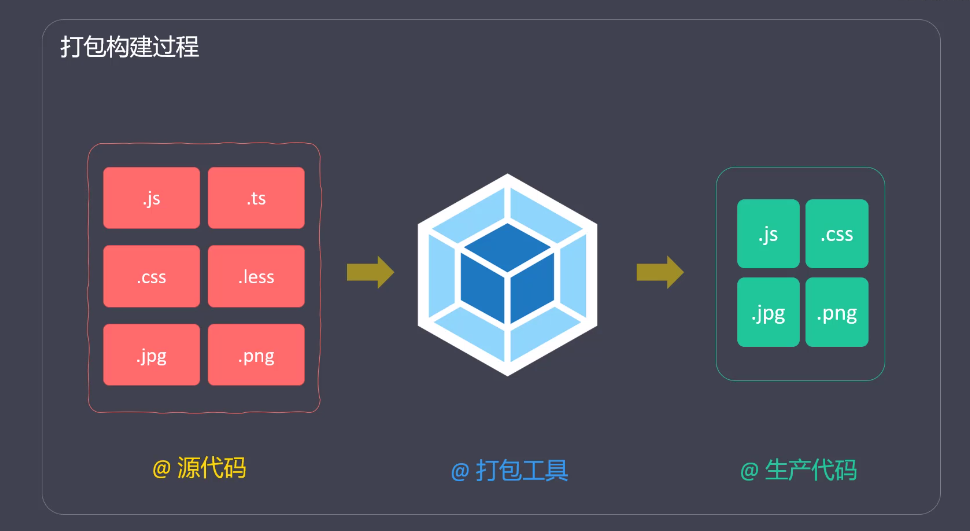 打包构建过程
.js .ts
.css .less
.jpg .png
.js .css
.jpg .png
@ 源代码
@ 打包工具
@ 生产代码